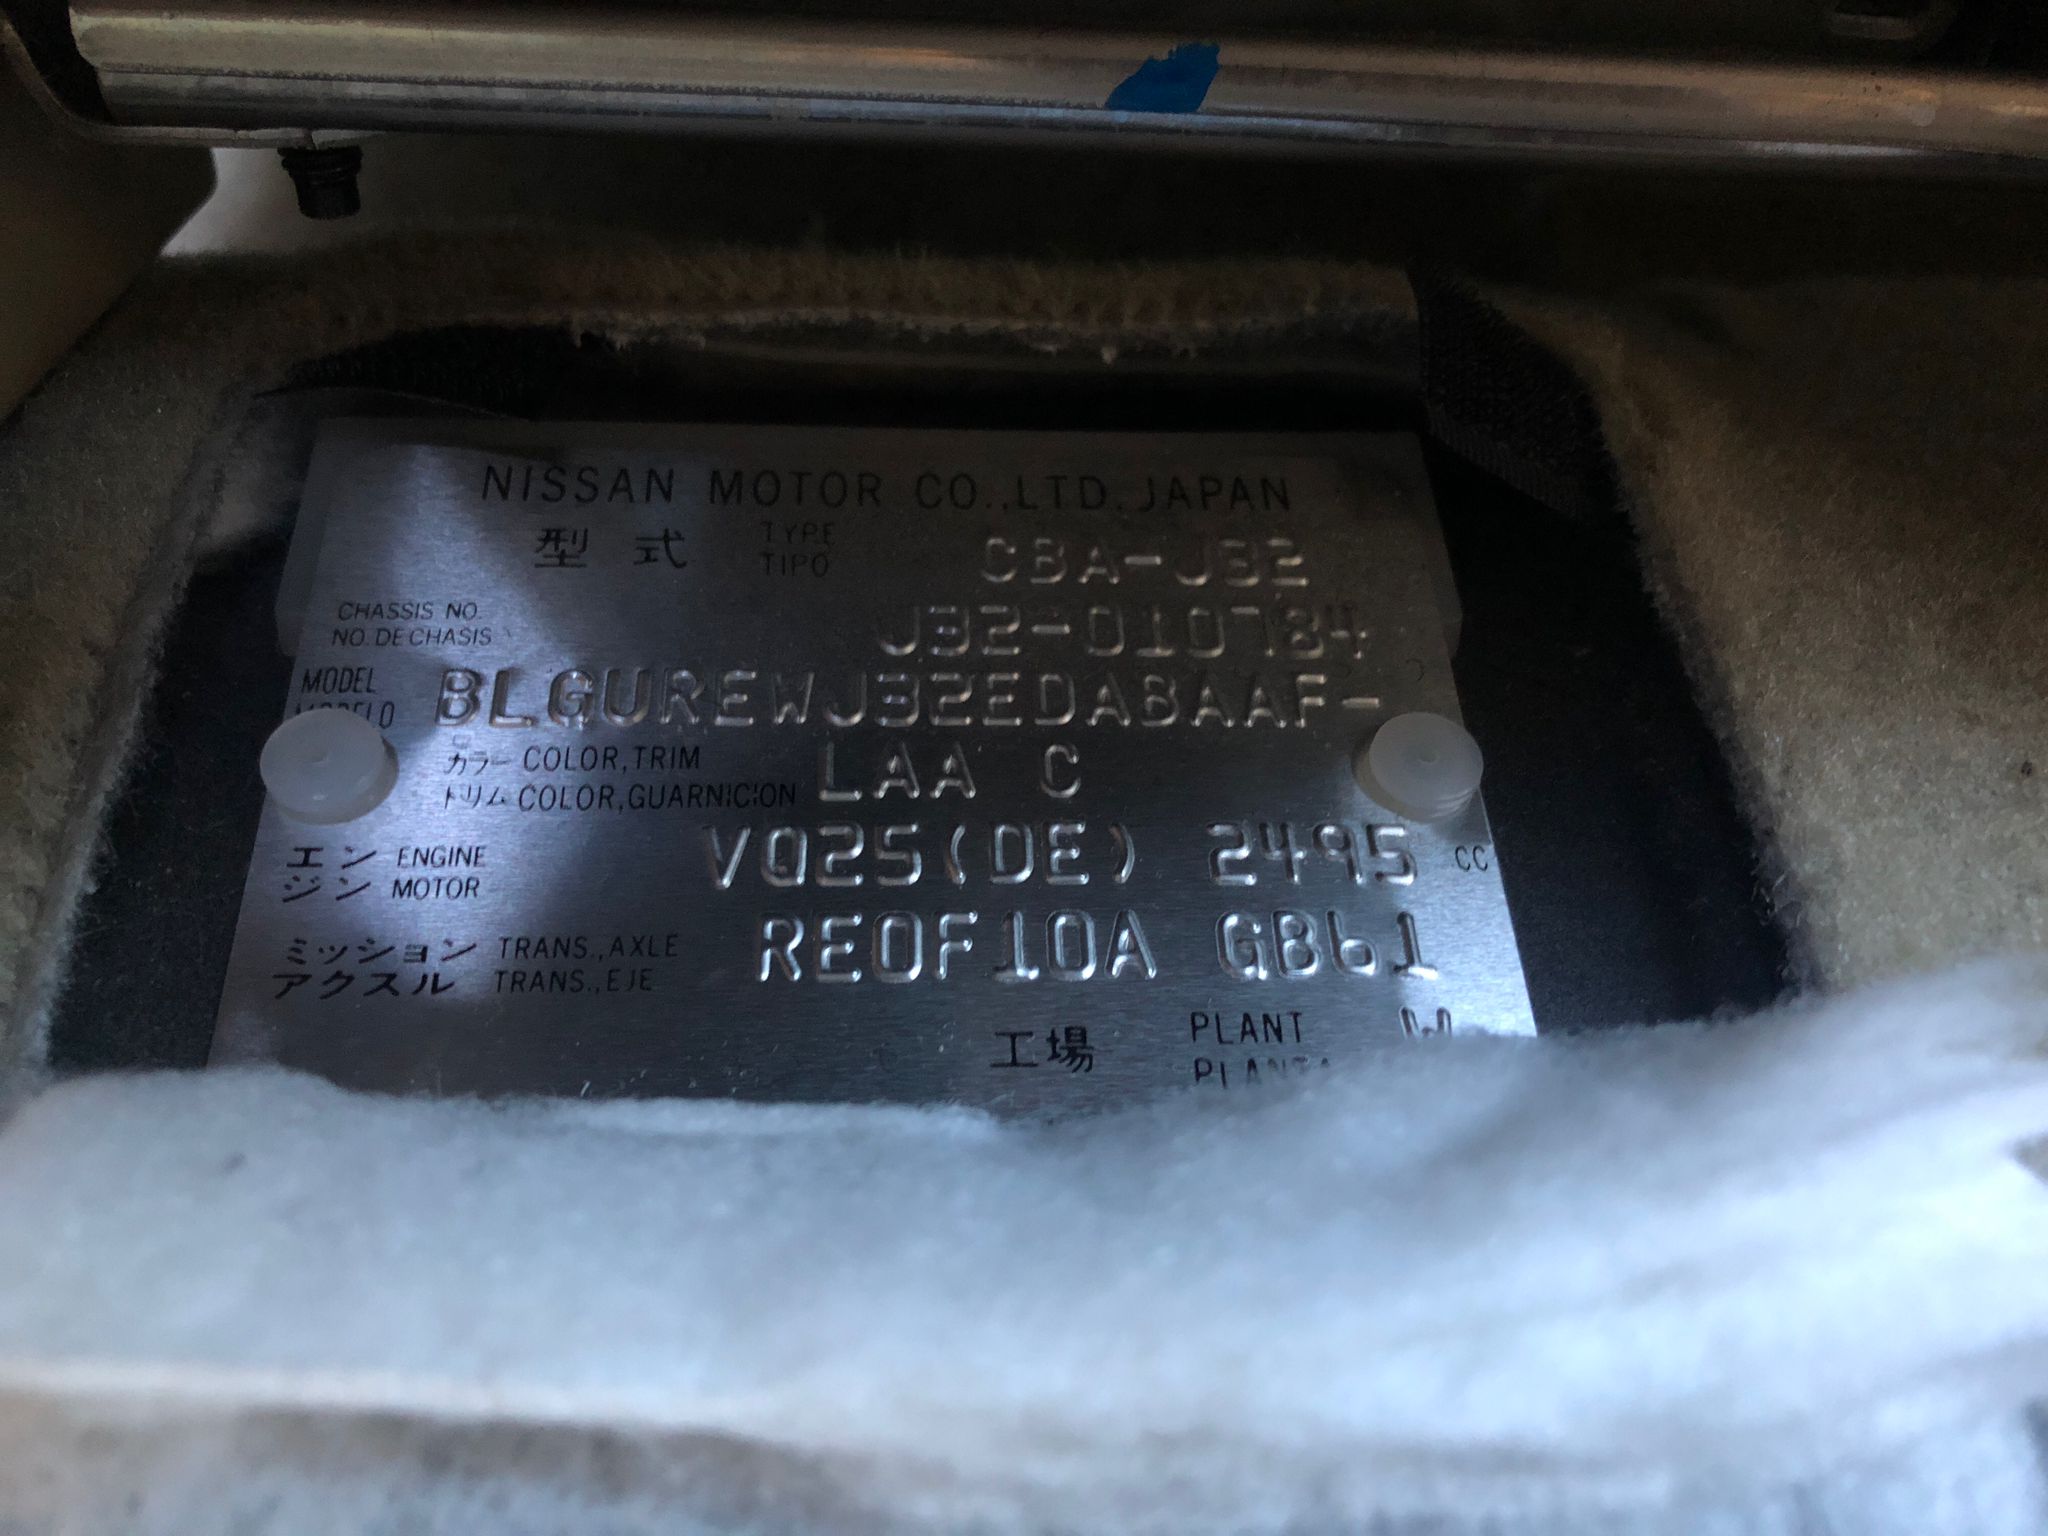 NISSAN MOTOR CO.,LTD.JAPAN
型式 TYPE CBA-J32
TIPO
CHASSIS NO. J32-010784
NO.DE CHASIS
MODEL BLGUREWJ32EDABAAF-
MODELO
カラー COLOR,TRIM LAA C
トリム COLOR,GUARNICION
エンジン ENGINE VQ25(DE) 2495 CC
MOTOR
ミッション TRANS.,AXLE RE0F10A GB61
アクスル TRANS.,EJE
工場 PLANT W
PLANTA